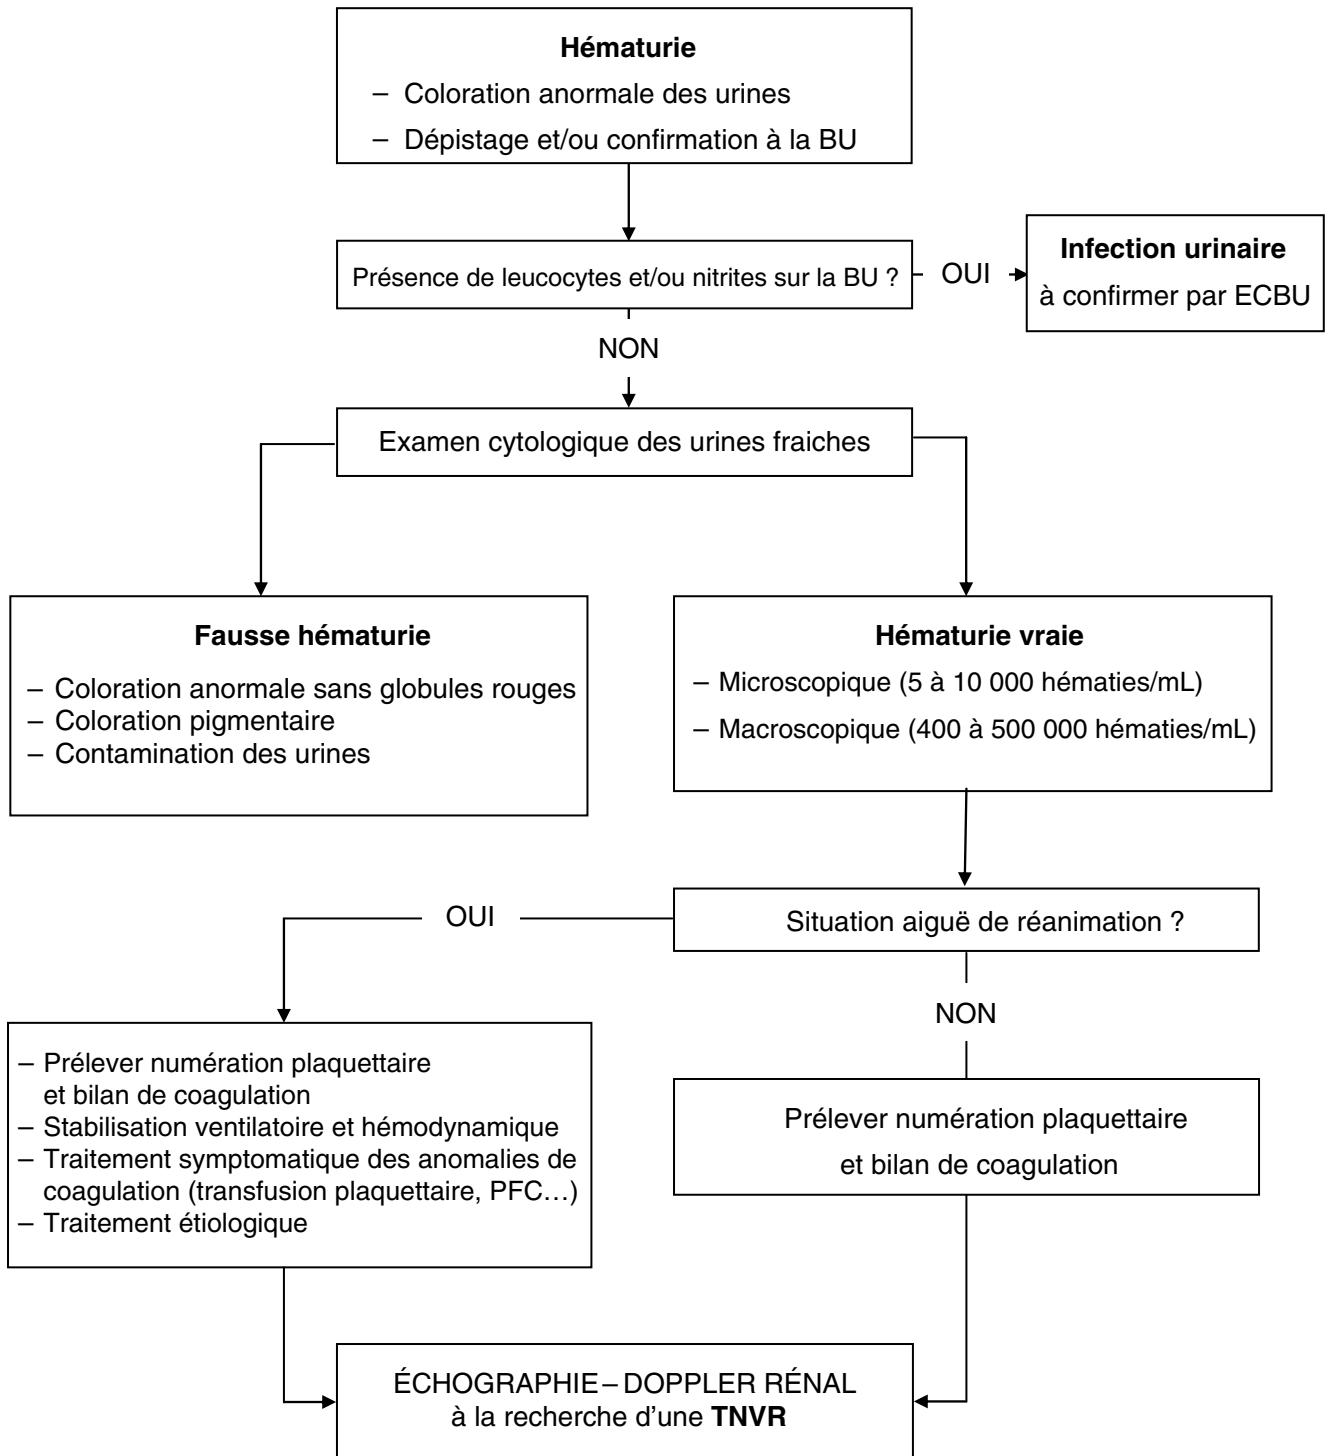 Hématurie
– Coloration anormale des urines
– Dépistage et/ou confirmation à la BU
Présence de leucocytes et/ou nitrites sur la BU ?
OUI
Infection urinaire
à confirmer par ECBU
NON
Examen cytologique des urines fraiches
Fausse hématurie
– Coloration anormale sans globules rouges
– Coloration pigmentaire
– Contamination des urines
Hématurie vraie
– Microscopique (5 à 10 000 hématies/mL)
– Macroscopique (400 à 500 000 hématies/mL)
Situation aiguë de réanimation ?
OUI
NON
– Prélever numération plaquettaire
et bilan de coagulation
– Stabilisation ventilatoire et hémodynamique
– Traitement symptomatique des anomalies de
coagulation (transfusion plaquettaire, PFC…)
– Traitement étiologique
Prélever numération plaquettaire
et bilan de coagulation
ÉCHOGRAPHIE – DOPPLER RÉNAL
à la recherche d'une TNVR